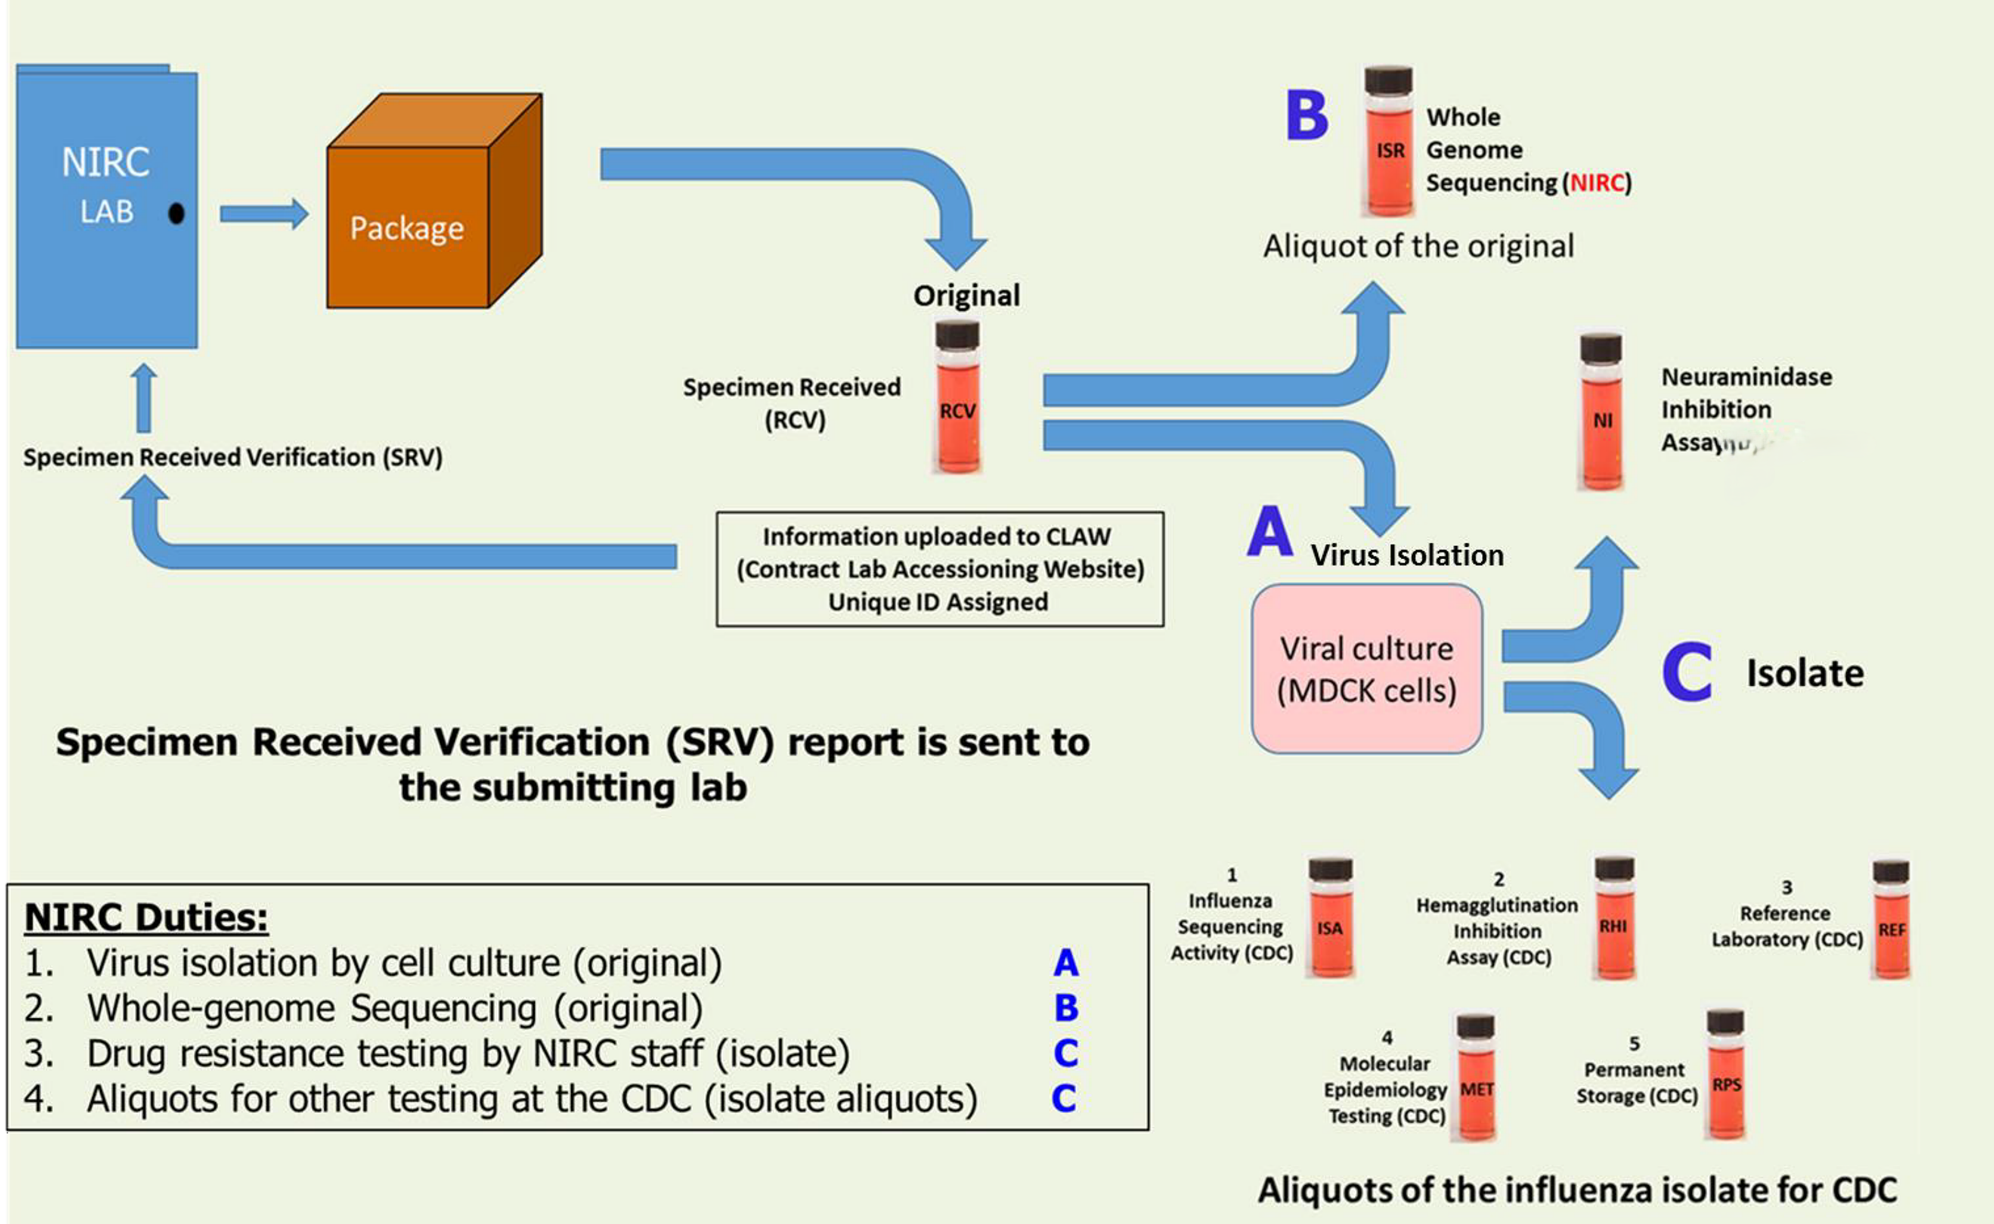 NIRC
LAB
Package
Original
Specimen Received
(RCV)
RCV
Specimen Received Verification (SRV)
Information uploaded to CLAW
(Contract Lab Accessioning Website)
Unique ID Assigned
B
ISR
Whole
Genome
Sequencing (NIRC)
Aliquot of the original
NI
Neuraminidase
Inhibition
Assay
A
Virus Isolation
Viral culture
(MDCK cells)
C
Isolate
Specimen Received Verification (SRV) report is sent to
the submitting lab
NIRC Duties:
1. Virus isolation by cell culture (original) A
2. Whole-genome Sequencing (original) B
3. Drug resistance testing by NIRC staff (isolate) C
4. Aliquots for other testing at the CDC (isolate aliquots) C
1
Influenza
Sequencing
Activity (CDC)
ISA
2
Hemagglutination
Inhibition
Assay (CDC)
RHI
3
Reference
Laboratory (CDC)
REF
4
Molecular
Epidemiology
Testing (CDC)
MET
5
Permanent
Storage (CDC)
RPS
Aliquots of the influenza isolate for CDC